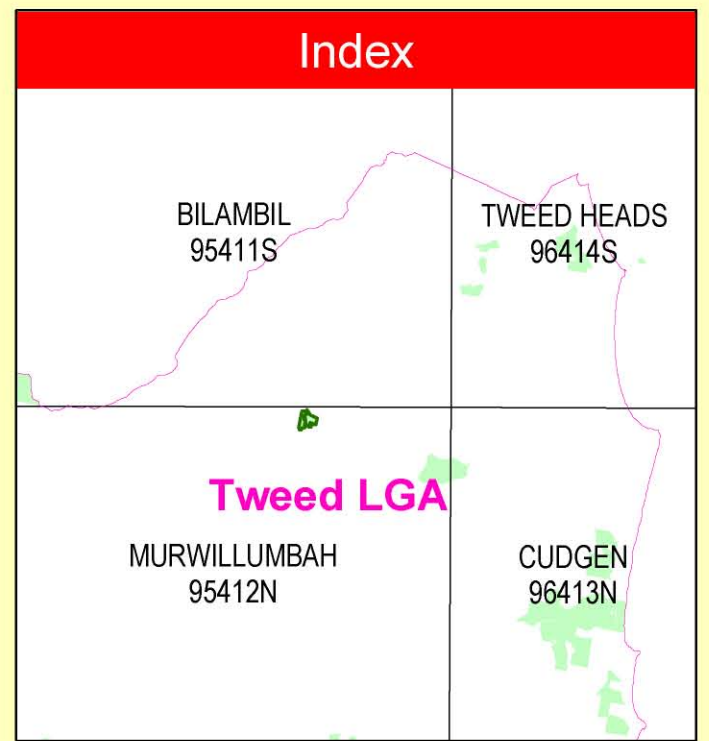 Index
BILAMBIL
95411S
TWEED HEADS
96414S
Tweed LGA
MURWILLUMBAH
95412N
CUDGEN
96413N